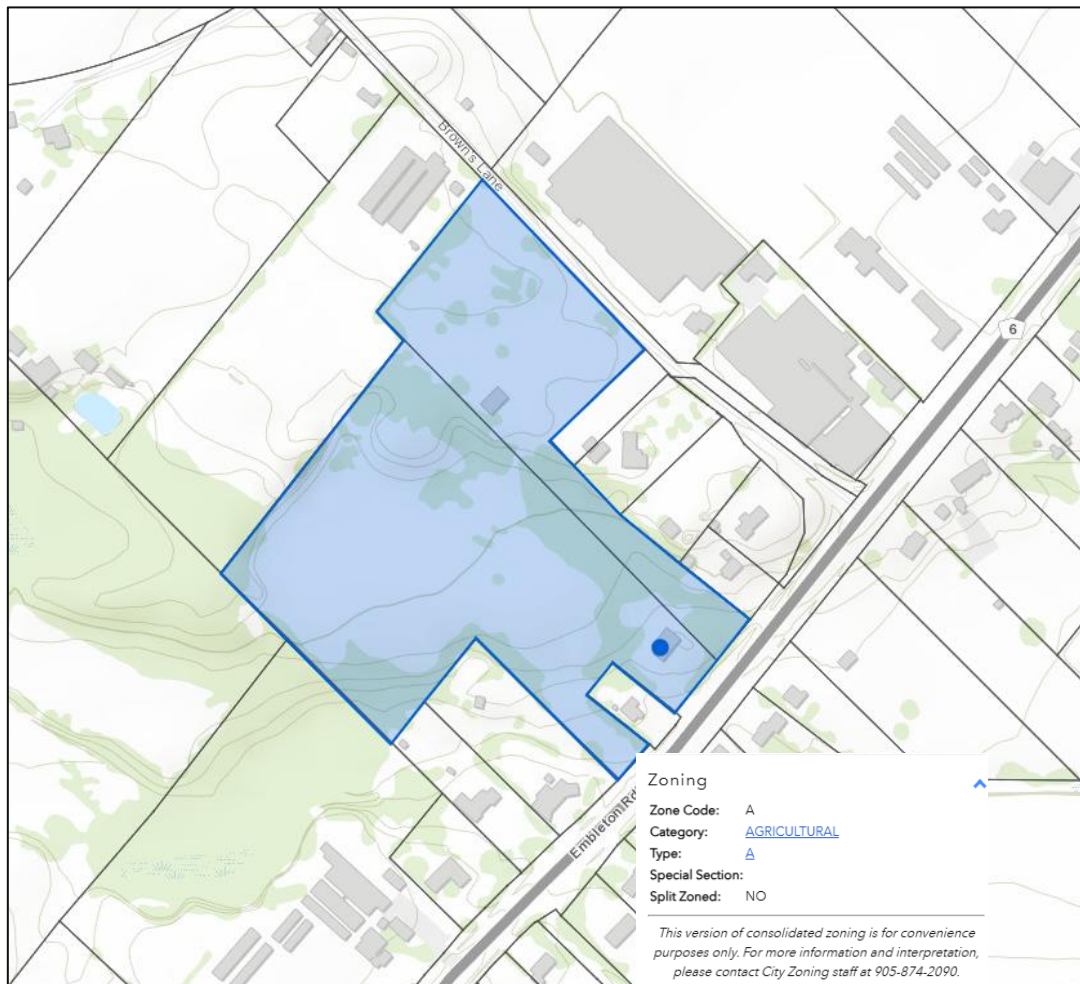 Brown's Lane
6
Embleton Rd
Zoning
Zone Code: A
Category: AGRICULTURAL
Type: A
Special Section:
Split Zoned: NO
This version of consolidated zoning is for convenience
purposes only. For more information and interpretation,
please contact City Zoning staff at 905-874-2090.